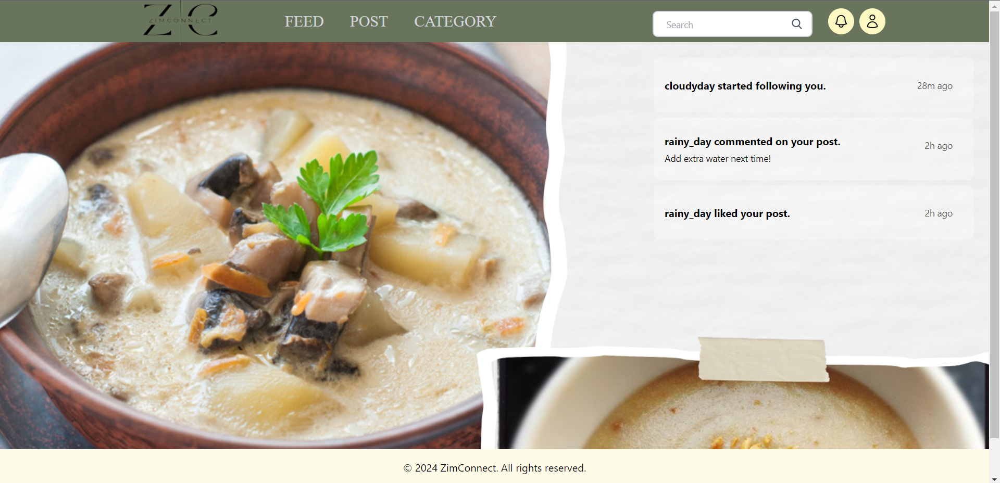 ZC
ZIMCONNECT
FEED POST CATEGORY
Search
cloudyday started following you.
28m ago
rainy_day commented on your post.
2h ago
Add extra water next time!
rainy_day liked your post.
2h ago
© 2024 ZimConnect. All rights reserved.